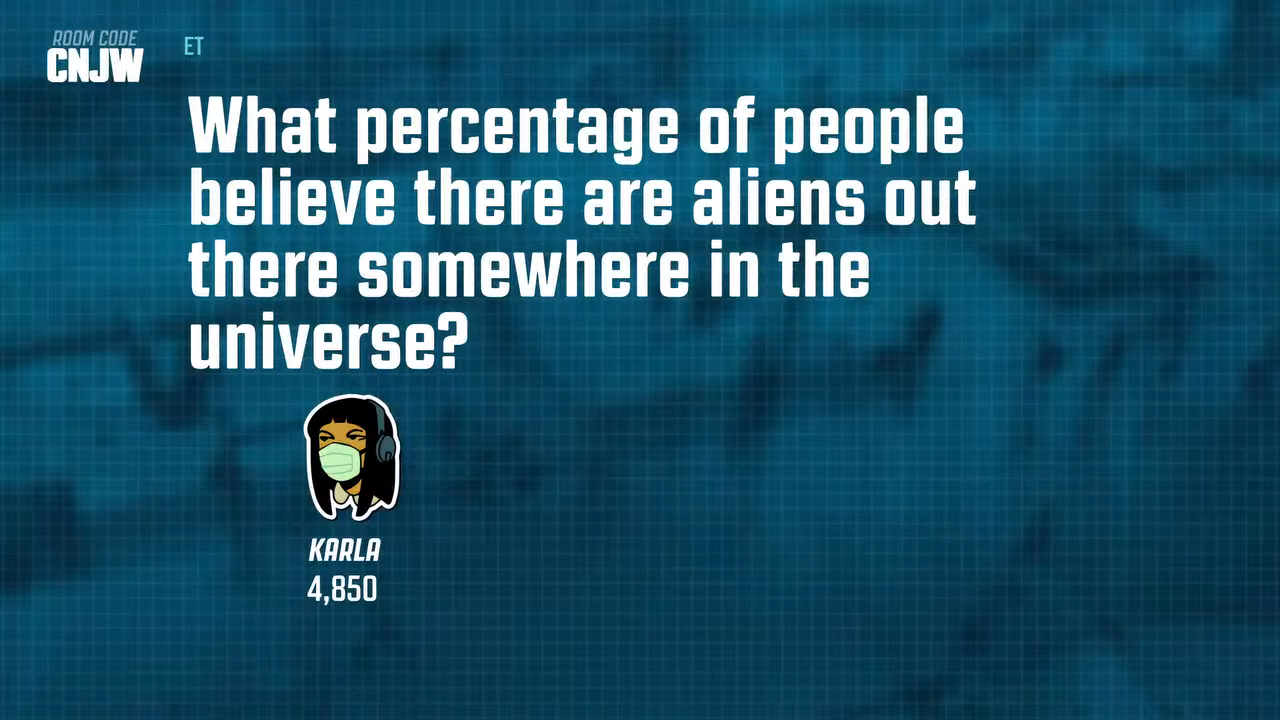 ROOM CODE
CNJW
ET
What percentage of people
believe there are aliens out
there somewhere in the
universe?
KARLA
4,850